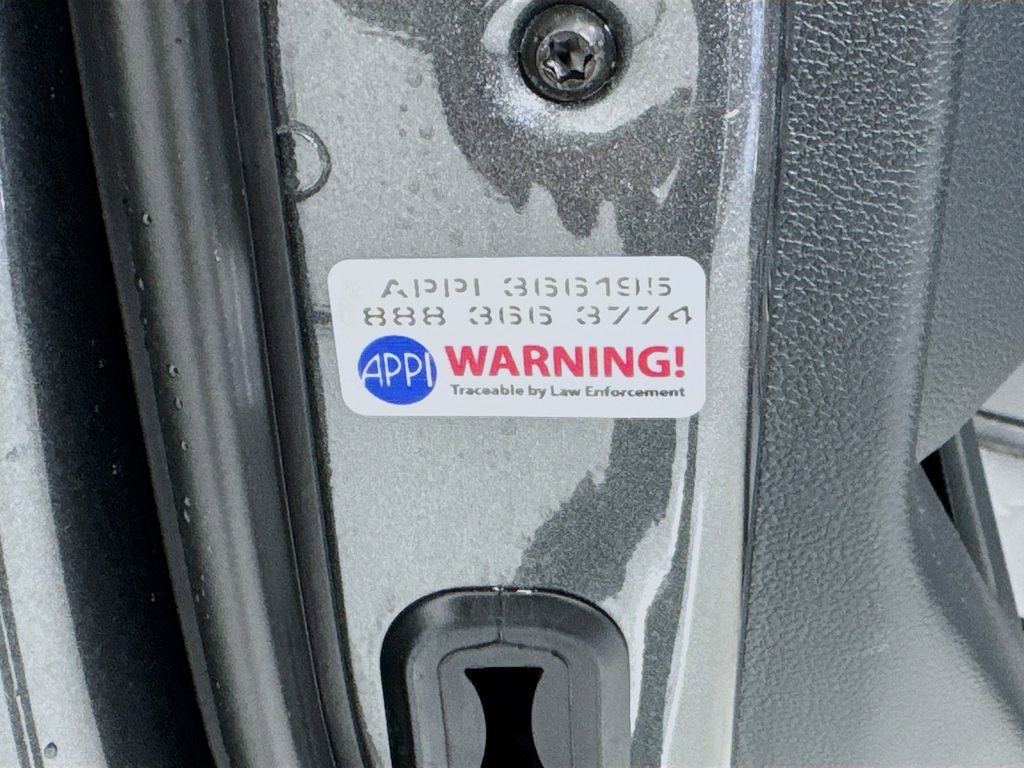 APPI 366195
888 366 3774
APPI WARNING!
Traceable by Law Enforcement